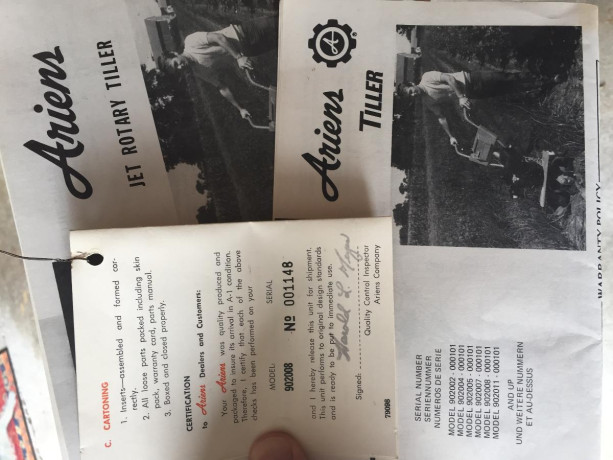 Ariens
JET ROTARY TILLER
Ariens
®
TILLER
SERIAL NUMBER
SERIENNUMMER
NUMEROS DE SERIE
MODEL 902002 - 000101
MODEL 902004 - 000101
MODEL 902005 - 000101
MODEL 902007 - 000101
MODEL 902008 - 000101
MODEL 902011 - 000101
AND UP
UND WEITERE NUMMERN
ET AU-DESSUS
WARRANTY POLICY
C. CARTONING
1. Inserts—assembled and formed cor-
rectly.
2. All loose parts packed including skin
pack, warranty card, parts manual.
3. Boxed and closed properly.
CERTIFICATION
to Ariens Dealers and Customers:
Your Ariens was quality produced and
packaged to insure its arrival in A-1 condition.
Therefore, I certify that each of the above
checks has been performed on your
MODEL SERIAL
902008 No 001148
and I hereby release this unit for shipment.
This unit performs to original design standards
and is ready to be put to immediate use.
Signed: Harold L.
Quality Control Inspector
Ariens Company
79098